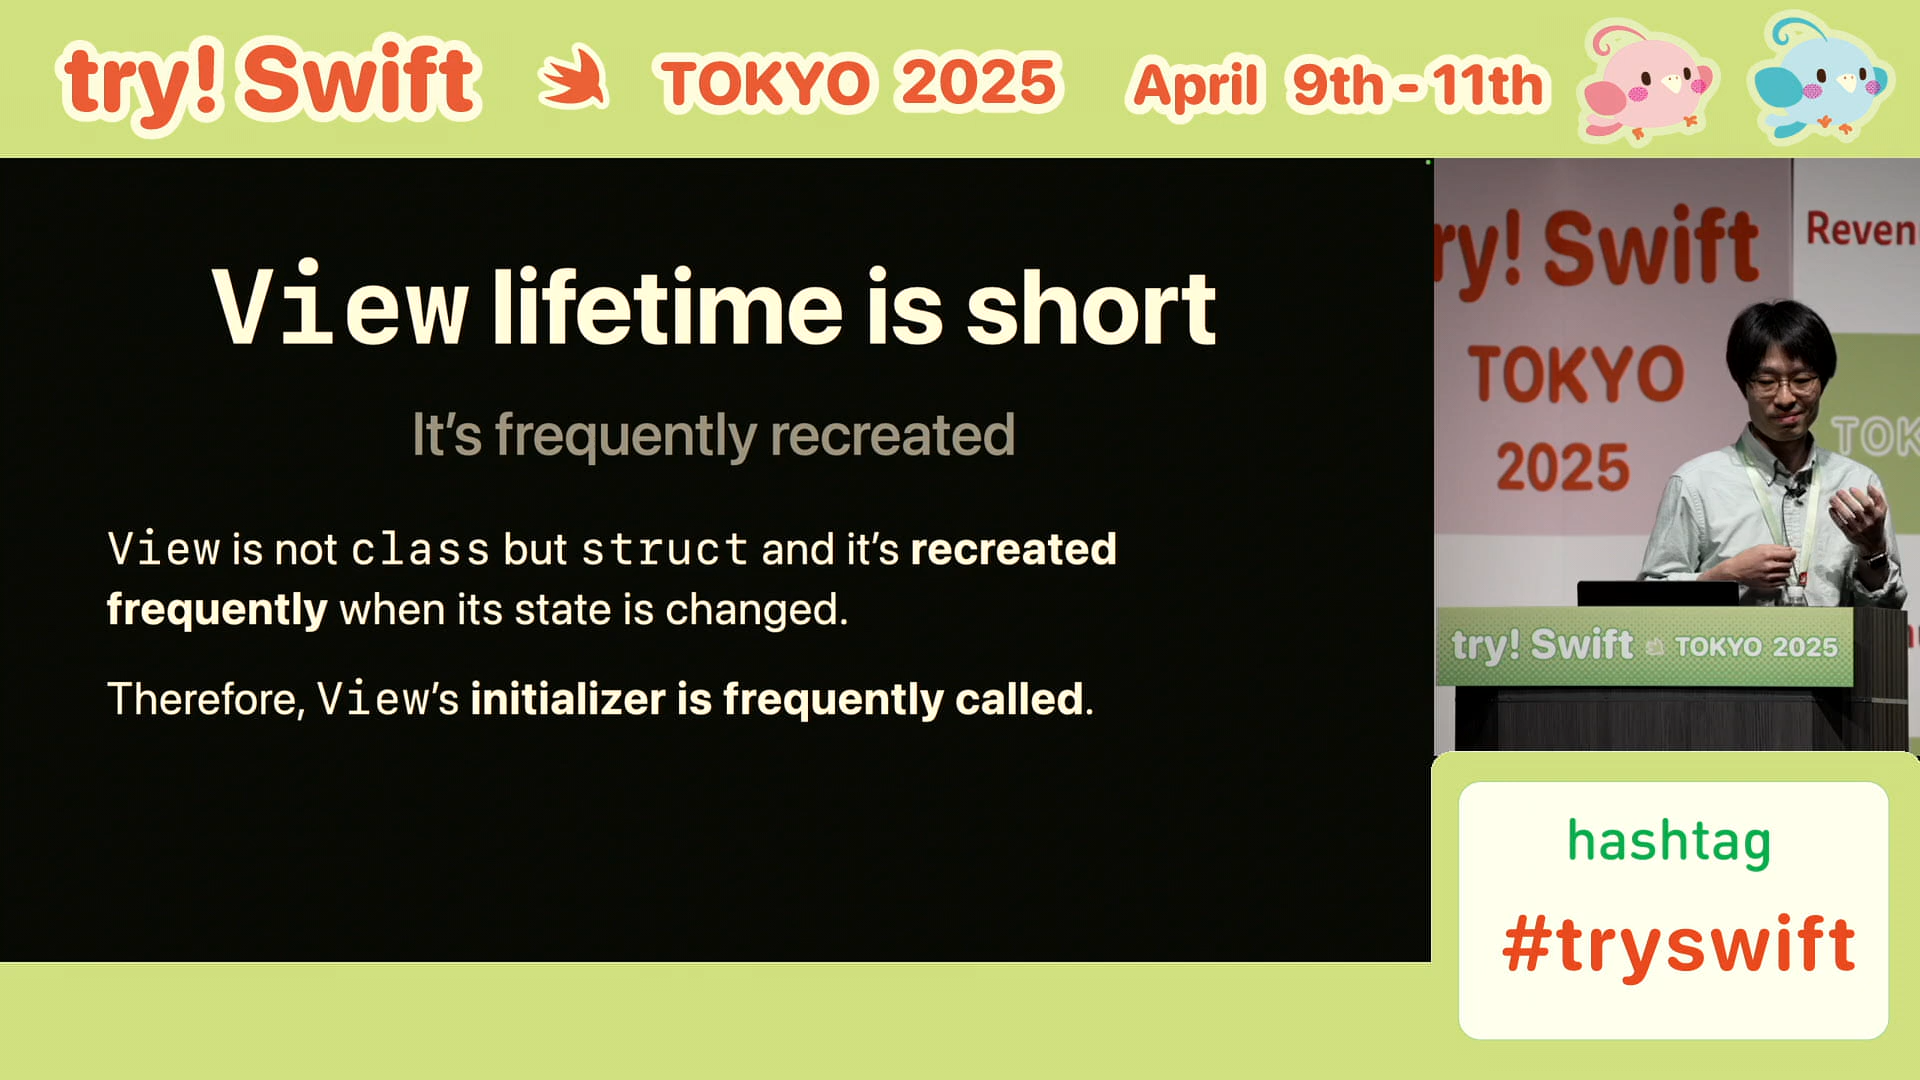 try! Swift TOKYO 2025 April 9th - 11th
View lifetime is short
It’s frequently recreated
View is not class but struct and it’s recreated
frequently when its state is changed.
Therefore, View’s initializer is frequently called.
ry! Swift
TOKYO
2025
Reven
TOK
try! Swift TOKYO 2025
hashtag
#tryswift